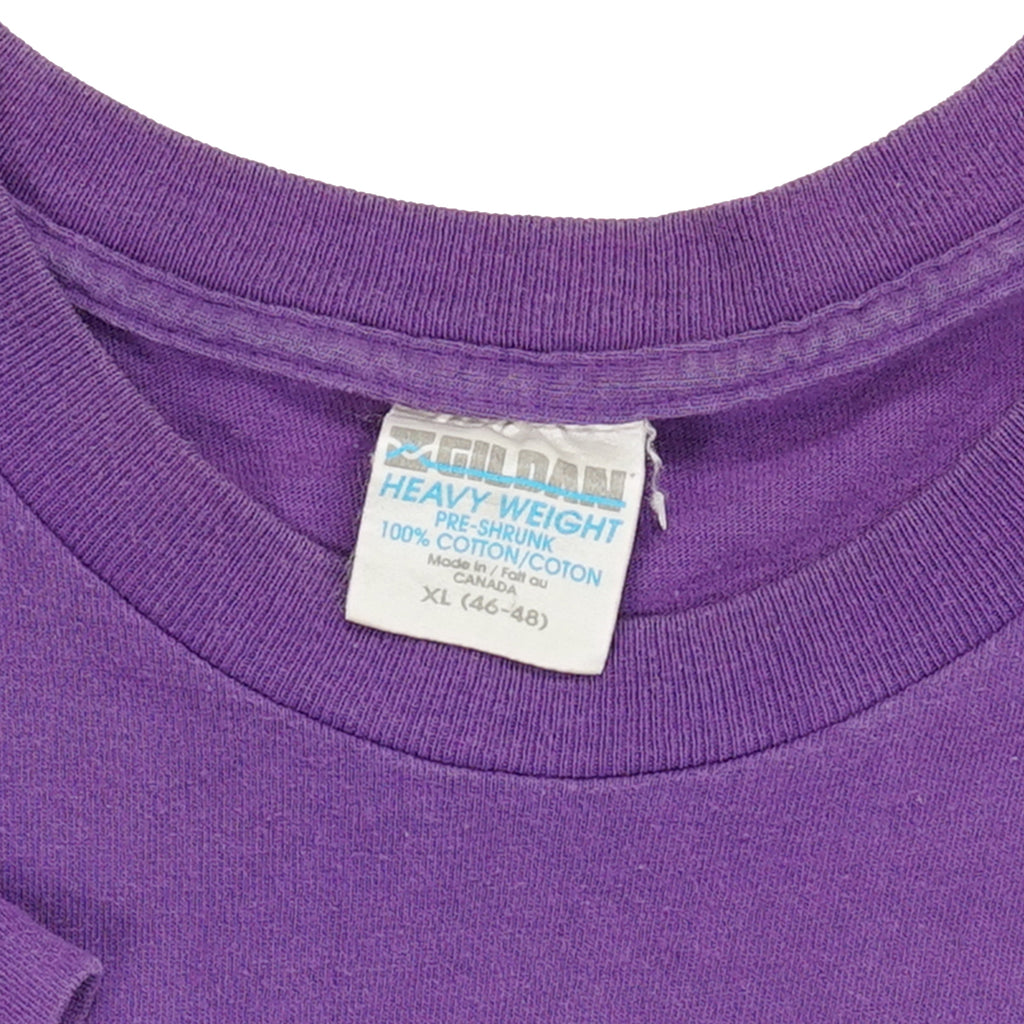 GILDAN
HEAVY WEIGHT
PRE-SHRUNK
100% COTTON/COTON
Made in / Fait au
CANADA
XL (46-48)